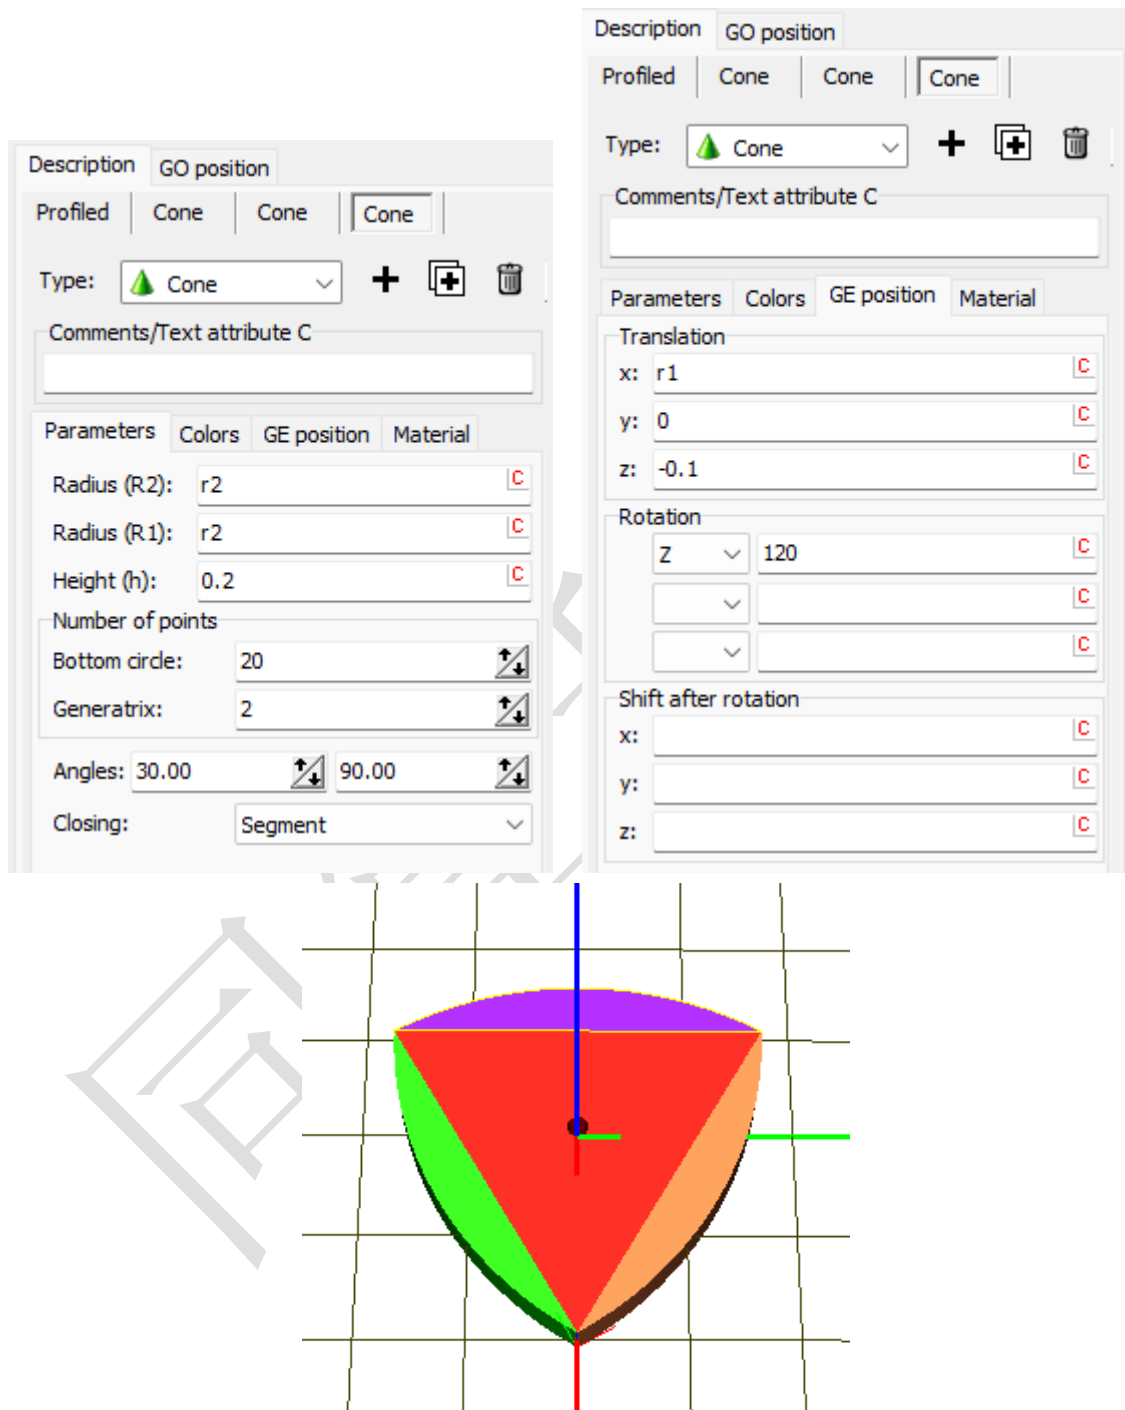 Description GO position
Profiled Cone Cone Cone
Type: Cone
Comments/Text attribute C
Parameters Colors GE position Material
Radius (R2): r2 C
Radius (R1): r2 C
Height (h): 0.2 C
Number of points
Bottom circle: 20
Generatrix: 2
Angles: 30.00 90.00
Closing: Segment
Description GO position
Profiled Cone Cone Cone
Type: Cone
Comments/Text attribute C
Parameters Colors GE position Material
Translation
x: r1 C
y: 0 C
z: -0.1 C
Rotation
Z 120 C
C
C
Shift after rotation
x: C
y: C
z: C